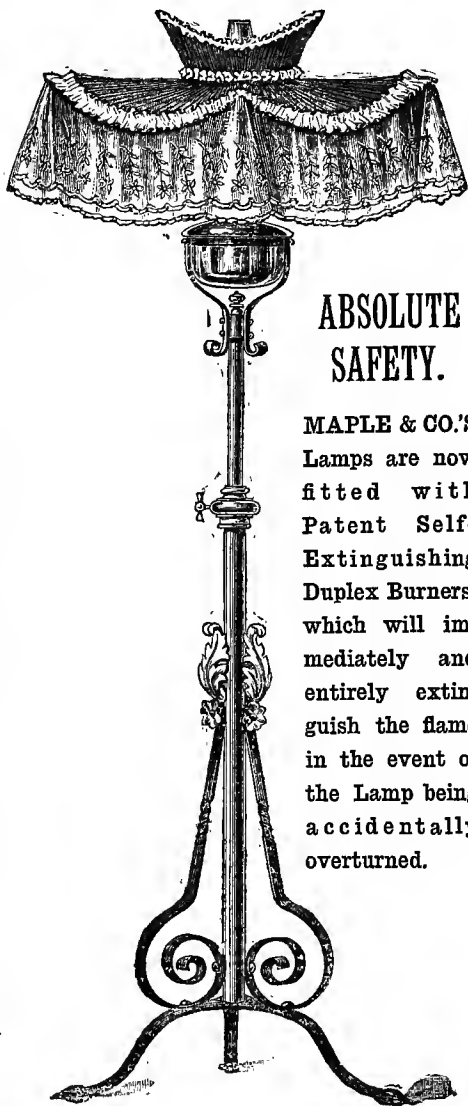 ABSOLUTE
SAFETY.
MAPLE & CO.'S
Lamps are now
fitted with
Patent Self-
Extinguishing
Duplex Burners
which will im
mediately and
entirely extin
guish the flame
in the event o
the Lamp being
accidentally
overturned.